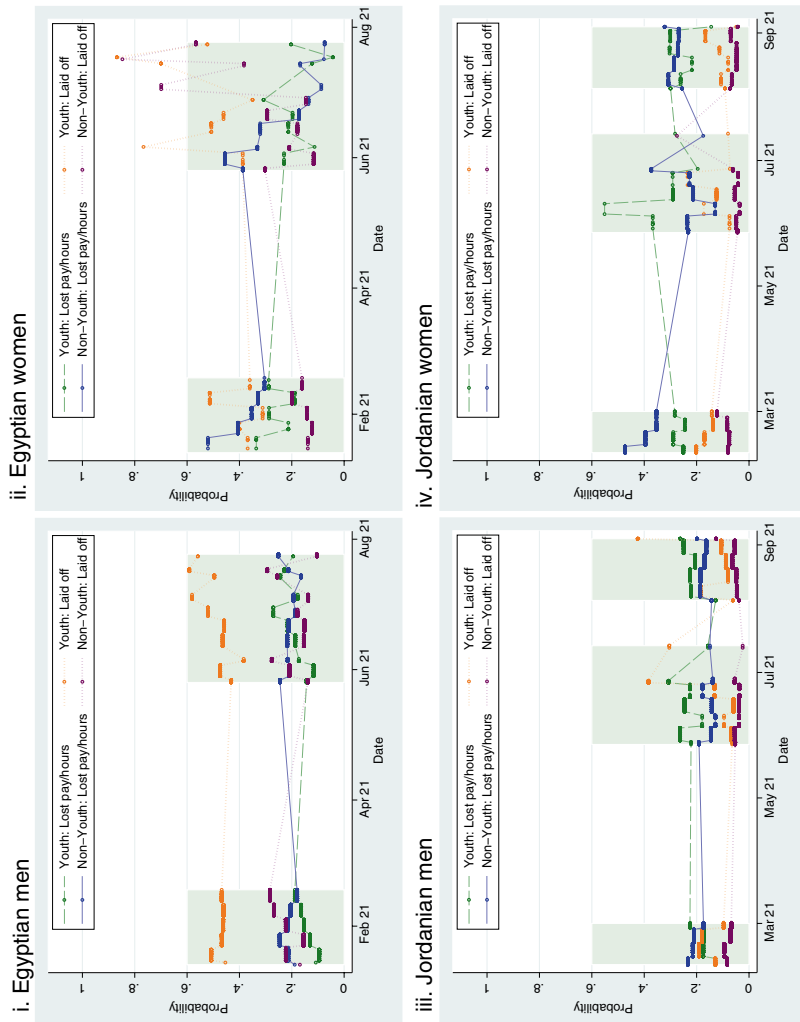 i. Egyptian men
Youth: Lost pay/hours
Youth: Laid off
Non-Youth: Lost pay/hours
Non-Youth: Laid off
Probability
1
.8
.6
.4
.2
0
Feb 21
Apr 21
Jun 21
Aug 21
Date
ii. Egyptian women
Youth: Lost pay/hours
Youth: Laid off
Non-Youth: Lost pay/hours
Non-Youth: Laid off
Probability
1
.8
.6
.4
.2
0
Feb 21
Apr 21
Jun 21
Aug 21
Date
iii. Jordanian men
Youth: Lost pay/hours
Youth: Laid off
Non-Youth: Lost pay/hours
Non-Youth: Laid off
Probability
1
.8
.6
.4
.2
0
Mar 21
May 21
Jul 21
Sep 21
Date
iv. Jordanian women
Youth: Lost pay/hours
Youth: Laid off
Non-Youth: Lost pay/hours
Non-Youth: Laid off
Probability
1
.8
.6
.4
.2
0
Mar 21
May 21
Jul 21
Sep 21
Date